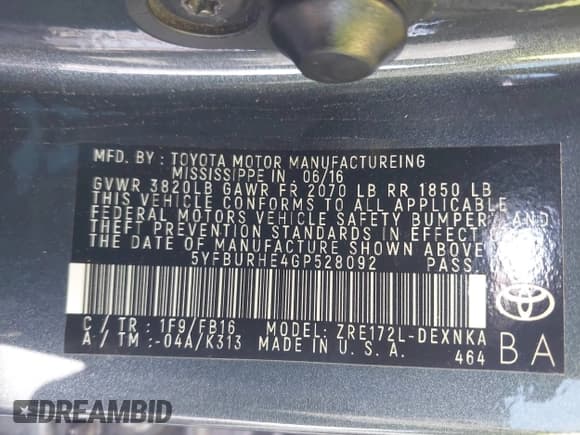 MFD. BY : TOYOTA MOTOR MANUFACTUREING
MISSISSIPPE IN. 06/16
GVWR 3820LB GAWR FR 2070 LB RR 1850 LB
THIS VEHICLE CONFORMS TO ALL APPLICABLE
FEDERAL MOTORS VEHICLE SAFETY BUMPER, AND
THEFT PREVENTION STANDARDS IN EFFECT ON
THE DATE OF MANUFACTURE SHOWN ABOVE.
5YFBURHE4GP528092 PASS.
C / TR : 1F9/FB16 MODEL: ZRE172L-DEXNKA
A / TM :-04A/K313 MADE IN U. S. A. 464
BA
DREAMBID